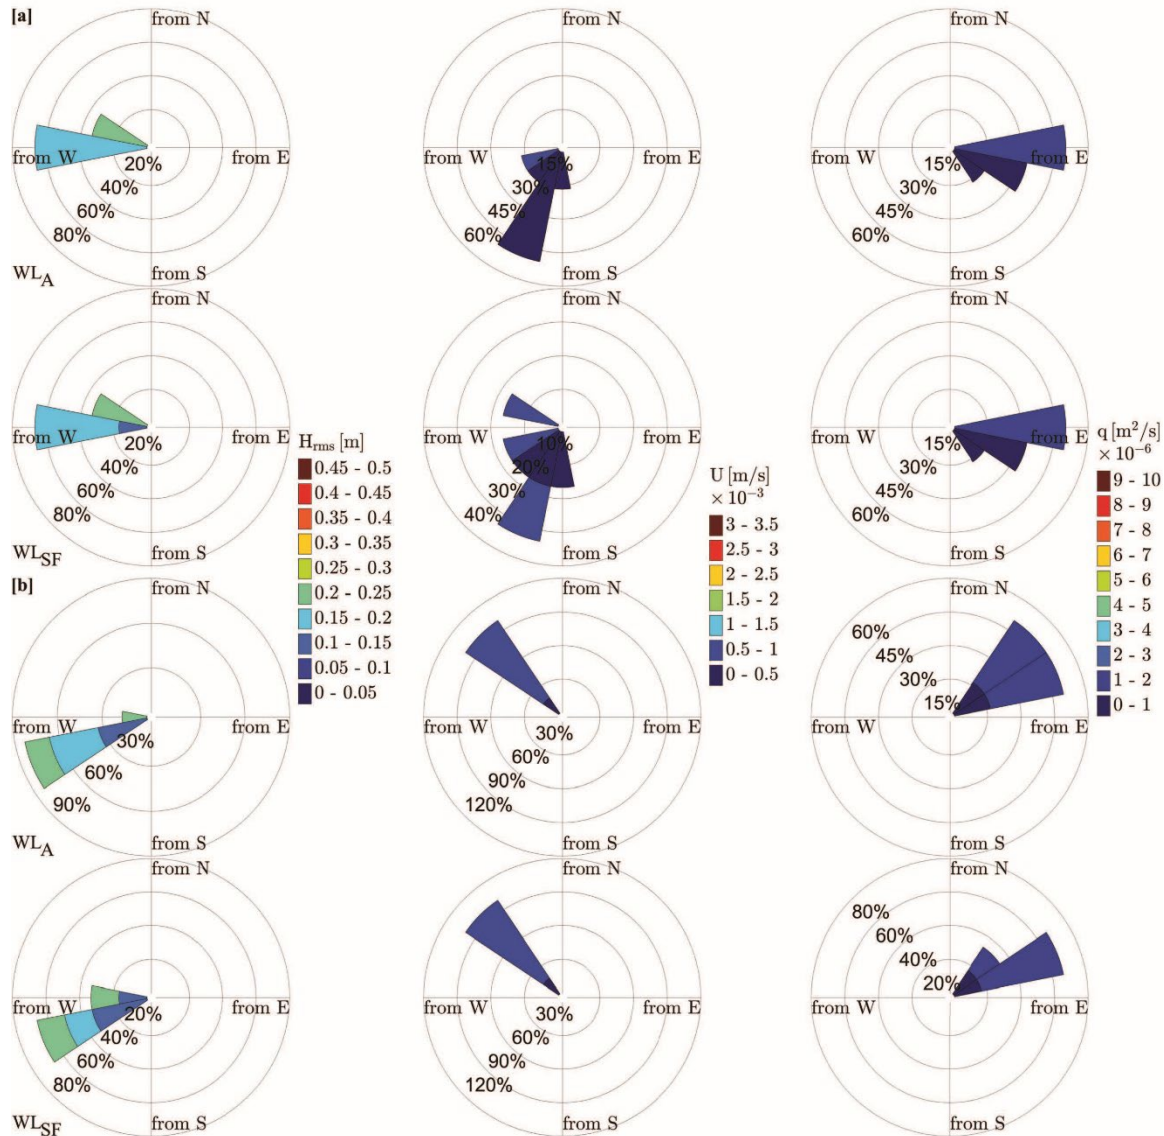 [a]
from N
from N
from N
from W
from E
20%
40%
60%
80%
from W
from E
15%
30%
45%
60%
from W
from E
15%
30%
45%
60%
WL_A
from S
from S
from S
from N
from N
from N
from W
from E
20%
40%
60%
80%
from W
from E
10%
20%
30%
40%
from W
from E
15%
30%
45%
60%
WL_SF
from S
from S
from S
H_rms [m]
0.45 - 0.5
0.4 - 0.45
0.35 - 0.4
0.3 - 0.35
0.25 - 0.3
0.2 - 0.25
0.15 - 0.2
0.1 - 0.15
0.05 - 0.1
0 - 0.05
U [m/s]
× 10⁻³
3 - 3.5
2.5 - 3
2 - 2.5
1.5 - 2
1 - 1.5
0.5 - 1
0 - 0.5
q [m²/s]
× 10⁻⁶
9 - 10
8 - 9
7 - 8
6 - 7
5 - 6
4 - 5
3 - 4
2 - 3
1 - 2
0 - 1
[b]
from N
from N
from N
from W
from E
30%
60%
90%
from W
from E
30%
60%
90%
120%
60%
45%
30%
15%
from W
from E
WL_A
from S
from S
from S
from N
from N
from N
from W
from E
20%
40%
60%
80%
from W
from E
30%
60%
90%
120%
80%
60%
40%
20%
from W
from E
WL_SF
from S
from S
from S